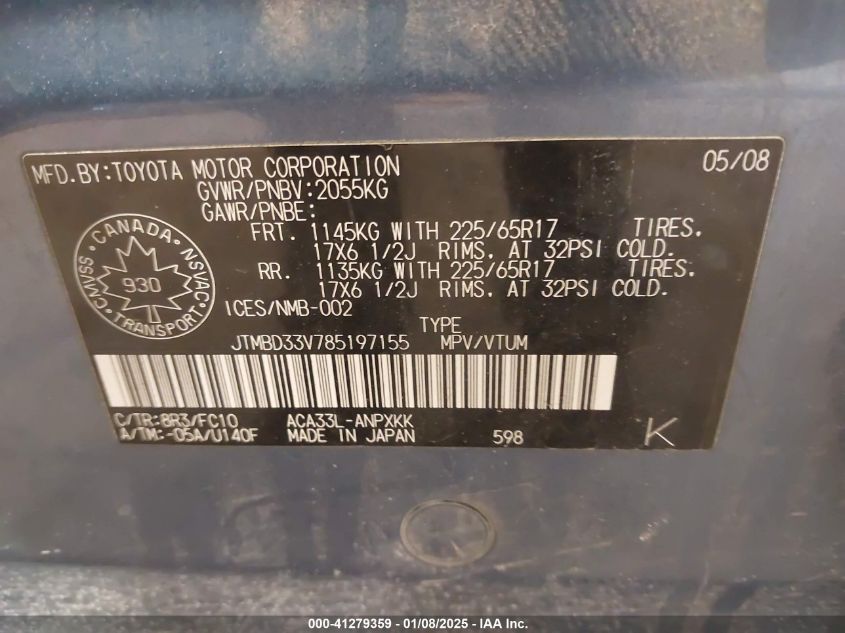 MFD.BY:TOYOTA MOTOR CORPORATION 05/08
GVWR/PNBV:2055KG
GAWR/PNBE:
FRT. 1145KG WITH 225/65R17 TIRES.
17X6 1/2J RIMS. AT 32PSI COLD.
RR. 1135KG WITH 225/65R17 TIRES.
17X6 1/2J RIMS. AT 32PSI COLD.
CANADA
CMVSS 930 NSVAC
TRANSPORT
ICES/NMB-002
TYPE
JTMBD33V785197155 MPV/VTUM
C/TR:8R3/FC10 ACA33L-ANPXKK
A/TM:-05A/U140F MADE IN JAPAN 598 K
000-41279359 | 01/08/2025 - IAA Inc.